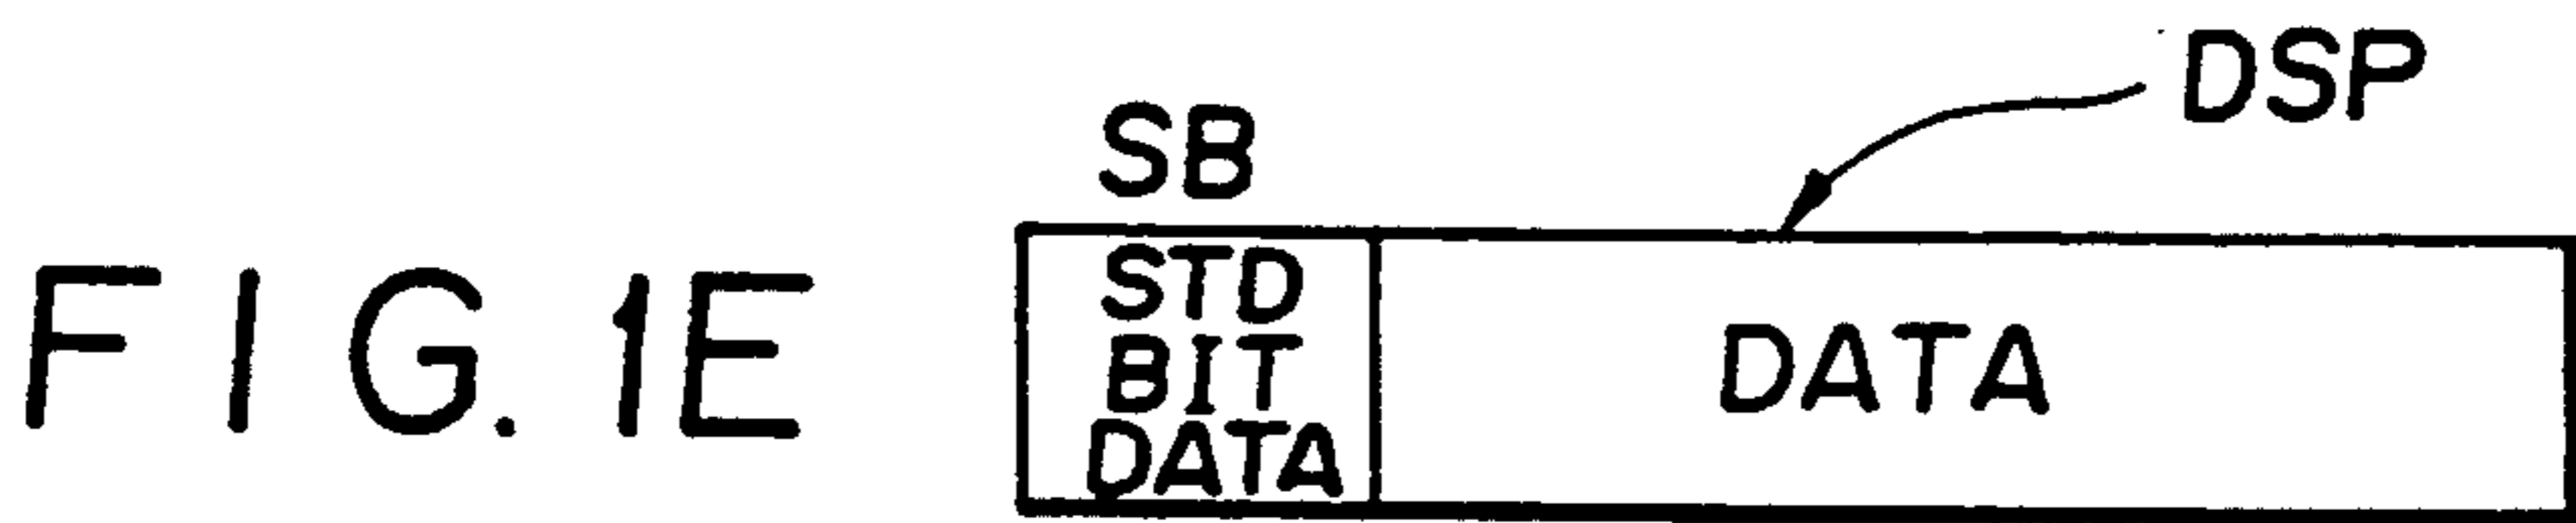 DSP
SB
FIG. 1E
STD
BIT
DATA
DATA